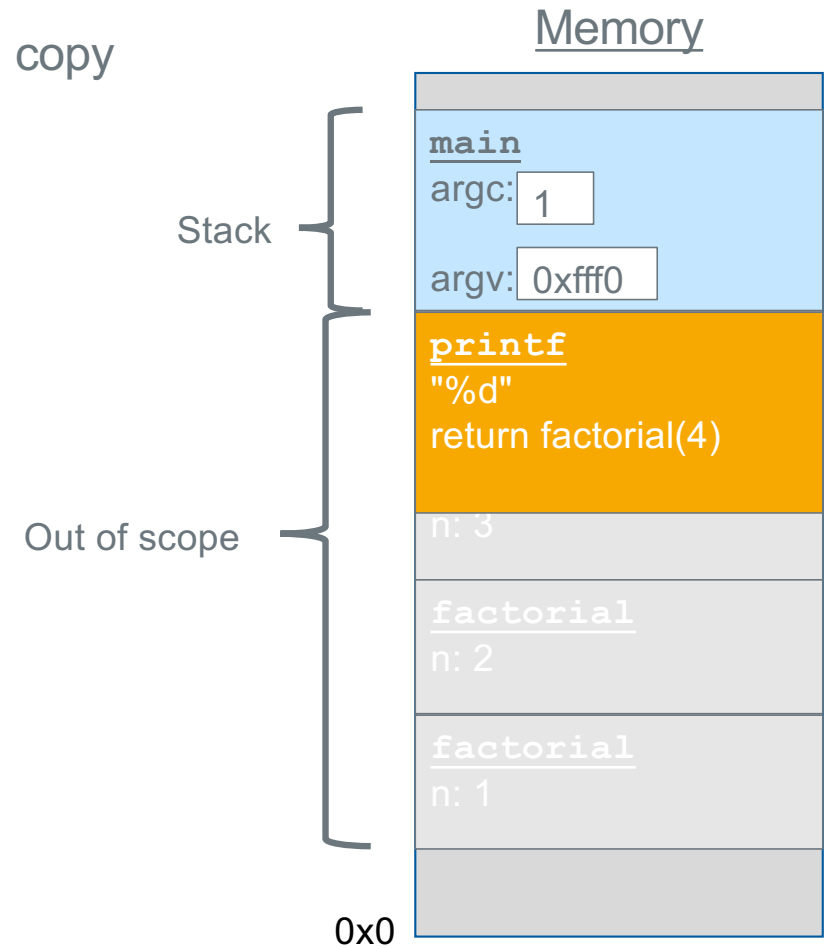 copy
Memory
main
argc: 1
Stack
argv: 0xfff0
printf
"%d"
return factorial(4)
n: 3
Out of scope
factorial
n: 2
factorial
n: 1
0x0